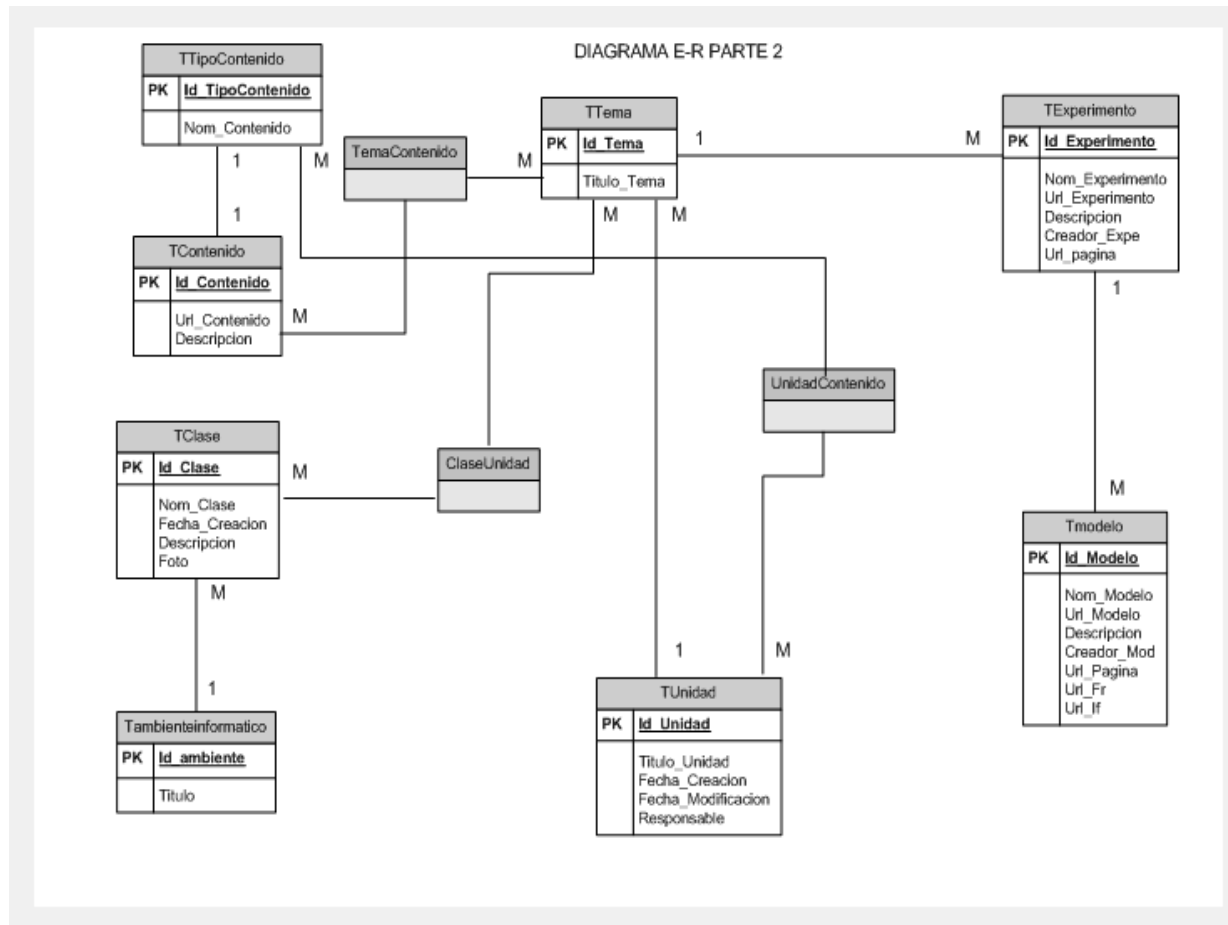 DIAGRAMA E-R PARTE 2
TTipoContenido
PK Id_TipoContenido
Nom_Contenido
1
M
1
TemaContenido
M
TTema
PK Id_Tema
Titulo_Tema
1
M
M
M
TExperimento
PK Id_Experimento
Nom_Experimento
Url_Experimento
Descripcion
Creador_Expe
Url_pagina
1
TContenido
PK Id_Contenido
Url_Contenido
Descripcion
M
UnidadContenido
TClase
PK Id_Clase
Nom_Clase
Fecha_Creacion
Descripcion
Foto
M
M
ClaseUnidad
M
Tmodelo
PK Id_Modelo
Nom_Modelo
Url_Modelo
Descripcion
Creador_Mod
Url_Pagina
Url_Fr
Url_If
1
Tambienteinformatico
PK Id_ambiente
Titulo
1
M
TUnidad
PK Id_Unidad
Titulo_Unidad
Fecha_Creacion
Fecha_Modificacion
Responsable